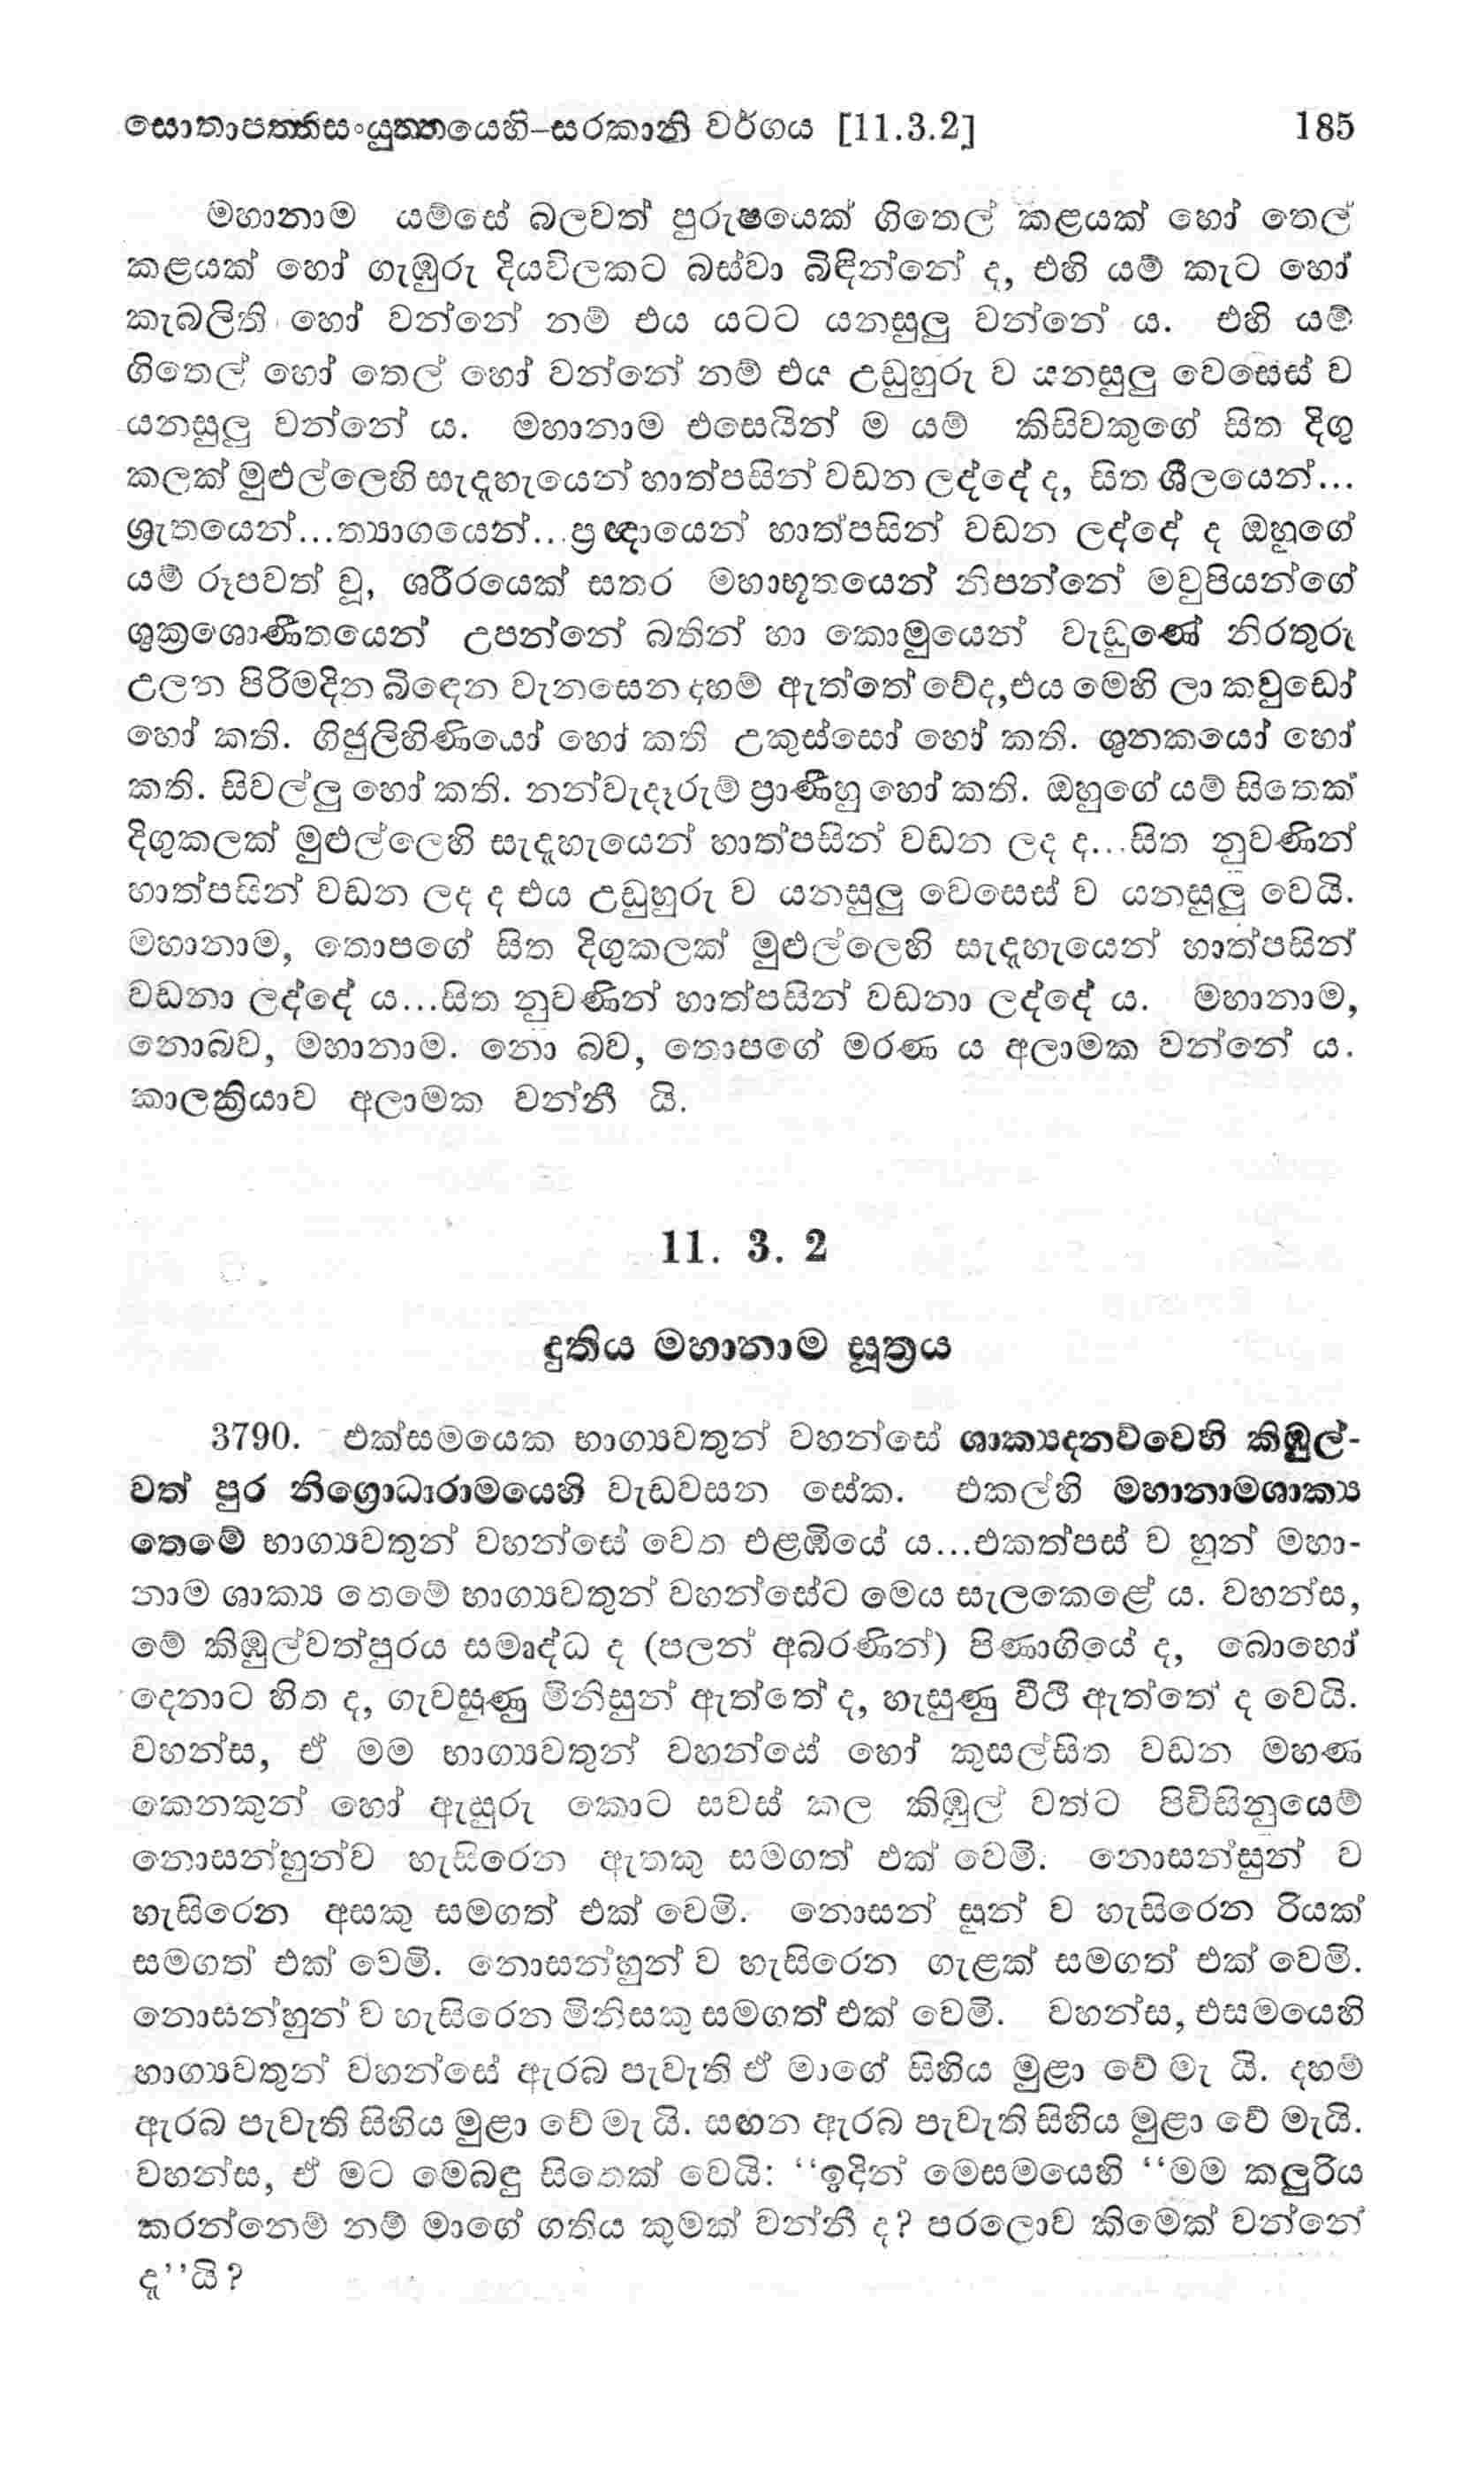 සොතාපත්තිසංයුත්තයෙහි–සරකානි වර්ගය [11.3.2] 185
මහානාම යම්සේ බලවත් පුරුෂයෙක් ගිතෙල් කළයක් හෝ තෙල්
කළයක් හෝ ගැඹුරු දියවිලකට බස්වා බිඳින්නේ ද, එහි යම් කැට හෝ
කැබලිති හෝ වන්නේ නම් එය යටට යනසුලු වන්නේ ය. එහි යම්
ගිතෙල් හෝ තෙල් හෝ වන්නේ නම් එය උඩුහුරු ව යනසුලු වෙසෙස් ව
යනසුලු වන්නේ ය. මහානාම එසෙයින් ම යම් කිසිවකුගේ සිත දිගු
කලක් මුළුල්ලෙහි සැදැහැයෙන් හාත්පසින් වඩන ලද්දේ ද, සිත ශීලයෙන්...
ශ්‍රැතයෙන්...ත්‍යාගයෙන්...ප්‍රඥායෙන් හාත්පසින් වඩන ලද්දේ ද ඔහුගේ
යම් රූපවත් වූ, ශරීරයෙක් සතර මහාභූතයෙන් නිපන්නේ මවුපියන්ගේ
ශුක්‍රශොණිතයෙන් උපන්නේ බතින් හා කොමුයෙන් වැඩුණේ නිරතුරු
උලන පිරිමදින බිඳෙන වැනසෙන දහම් ඇත්තේ වේද,එය මෙහි ලා කවුඩෝ
හෝ කති. ගිජුලිහිණියෝ හෝ කති උකුස්සෝ හෝ කති. ශුනකයෝ හෝ
කති. සිවල්ලු හෝ කති. නන්වැදෑරුම් ප්‍රාණීහු හෝ කති. ඔහුගේ යම් සිතෙක්
දිගුකලක් මුළුල්ලෙහි සැදැහැයෙන් හාත්පසින් වඩන ලද ද...සිත නුවණින්
හාත්පසින් වඩන ලද ද එය උඩුහුරු ව යනසුලු වෙසෙස් ව යනසුලු වෙයි.
මහානාම, තොපගේ සිත දිගුකලක් මුළුල්ලෙහි සැදැහැයෙන් හාත්පසින්
වඩනා ලද්දේ ය...සිත නුවණින් හාත්පසින් වඩනා ලද්දේ ය. මහානාම,
නොබව, මහානාම. නො බව, තොපගේ මරණ ය අලාමක වන්නේ ය.
කාලක්‍රියාව අලාමක වන්නී යි.
11. 3. 2
දුතිය මහානාම සූත්‍රය
3790. එක්සමයෙක භාග්‍යවතුන් වහන්සේ ශාක්‍යදනව්වෙහි කිඹුල්-
වත් පුර නිග්‍රොධාරාමයෙහි වැඩවසන සේක. එකල්හි මහානාමශාක්‍ය
තෙමේ භාග්‍යවතුන් වහන්සේ වෙත එළඹියේ ය...එකත්පස් ව හුන් මහා-
නාම ශාක්‍ය තෙමේ භාග්‍යවතුන් වහන්සේට මෙය සැලකෙළේ ය. වහන්ස,
මේ කිඹුල්වත්පුරය සමෘද්ධ ද (පලන් අබරණින්) පිණාගියේ ද, බොහෝ
දෙනාට හිත ද, ගැවසුණු මිනිසුන් ඇත්තේ ද, හැසුණු වීථි ඇත්තේ ද වෙයි.
වහන්ස, ඒ මම භාග්‍යවතුන් වහන්සේ හෝ කුසල්සිත වඩන මහණ
කෙනකුන් හෝ ඇසුරු කොට සවස් කල කිඹුල් වත්ට පිවිසිනුයෙම්
නොසන්හුන්ව හැසිරෙන ඇතකු සමගත් එක් වෙමි. නොසන්සුන් ව
හැසිරෙන අසකු සමගත් එක් වෙමි. නොසන් සුන් ව හැසිරෙන රියක්
සමගත් එක් වෙමි. නොසන්හුන් ව හැසිරෙන ගැළක් සමගත් එක් වෙමි.
නොසන්හුන් ව හැසිරෙන මිනිසකු සමගත් එක් වෙමි. වහන්ස, එසමයෙහි
භාග්‍යවතුන් වහන්සේ ඇරබ පැවැති ඒ මාගේ සිහිය මුළා වේ මැ යි. දහම්
ඇරබ පැවැති සිහිය මුළා වේ මැ යි. සඟන ඇරබ පැවැති සිහිය මුළා වේ මැයි.
වහන්ස, ඒ මට මෙබඳු සිතෙක් වෙයි: ‘‘ඉදින් මෙසමයෙහි ‘‘මම කලුරිය
කරන්නෙම් නම් මාගේ ගතිය කුමක් වන්නී ද? පරලොව කිමෙක් වන්නේ
ද’’යි?